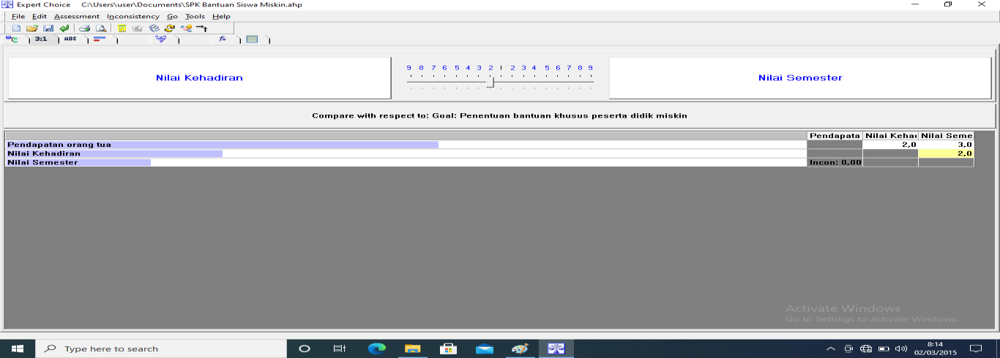 Expert Choice C:\Users\user\Documents\SPK Bantuan Siswa Miskin.ahp
File Edit Assessment Inconsistency Go Tools Help
3:1 ABC fx
Nilai Kehadiran
9 8 7 6 5 4 3 2 1 2 3 4 5 6 7 8 9
Nilai Semester
Compare with respect to: Goal: Penentuan bantuan khusus peserta didik miskin
Pendapata Nilai Kehad Nilai Seme
Pendapatan orang tua 2,0 3,0
Nilai Kehadiran 2,0
Nilai Semester Incon: 0,00
Activate Windows
Go to Settings to activate Windows.
Type here to search
8:14
02/03/2015